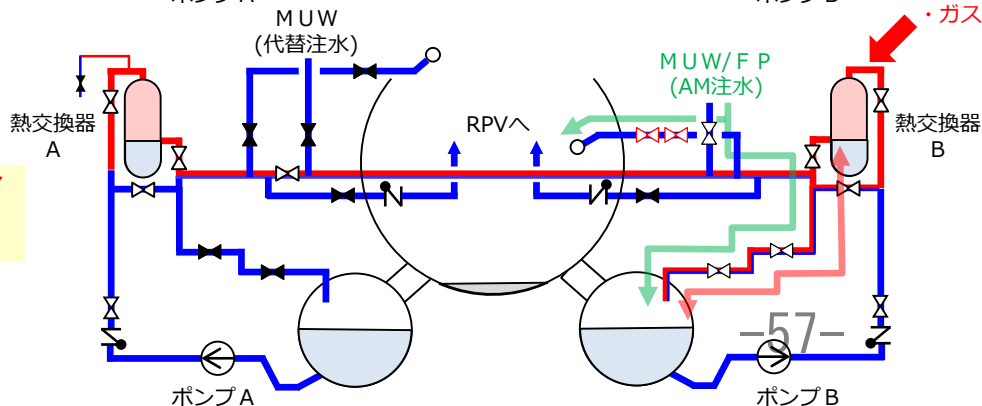 ・ガス
ＭＵＷ
(代替注水)
ＭＵＷ/ＦＰ
(AM注水)
熱交換器
A
RPVへ
熱交換器
B
−57−
ポンプＡ
ポンプＢ